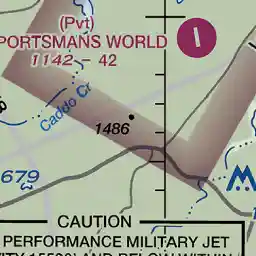 (Pvt)
PORTSMANS WORLD
1142 - 42
I
Caddo Cr
1486
679
CAUTION
PERFORMANCE MILITARY JET